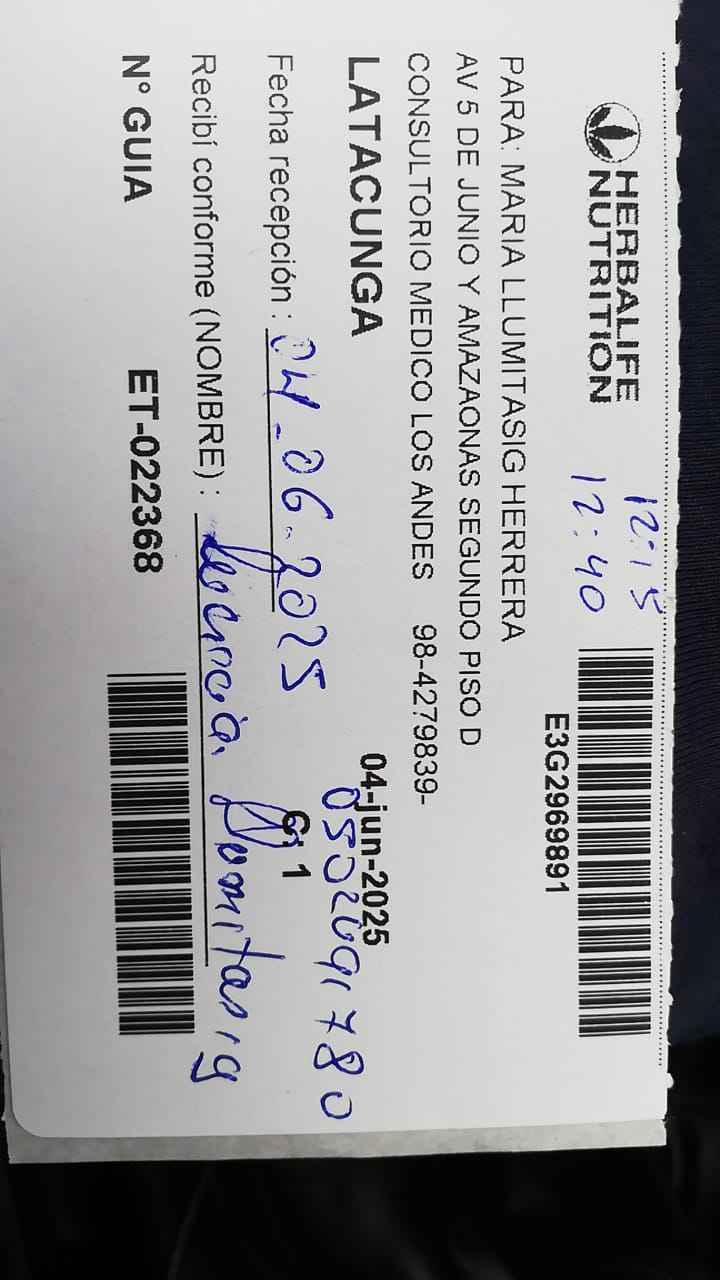 HERBALIFE
NUTRITION
12:15
12:40
E3G2969891
PARA: MARIA LLUMITASIG HERRERA
AV 5 DE JUNIO Y AMAZAONAS SEGUNDO PISO D
CONSULTORIO MEDICO LOS ANDES 98-4279839-
LATACUNGA
04-jun-2025
Fecha recepción : 04-06-2025
C: 1
Recibí conforme (NOMBRE) : Llumitasig
N° GUIA ET-022368